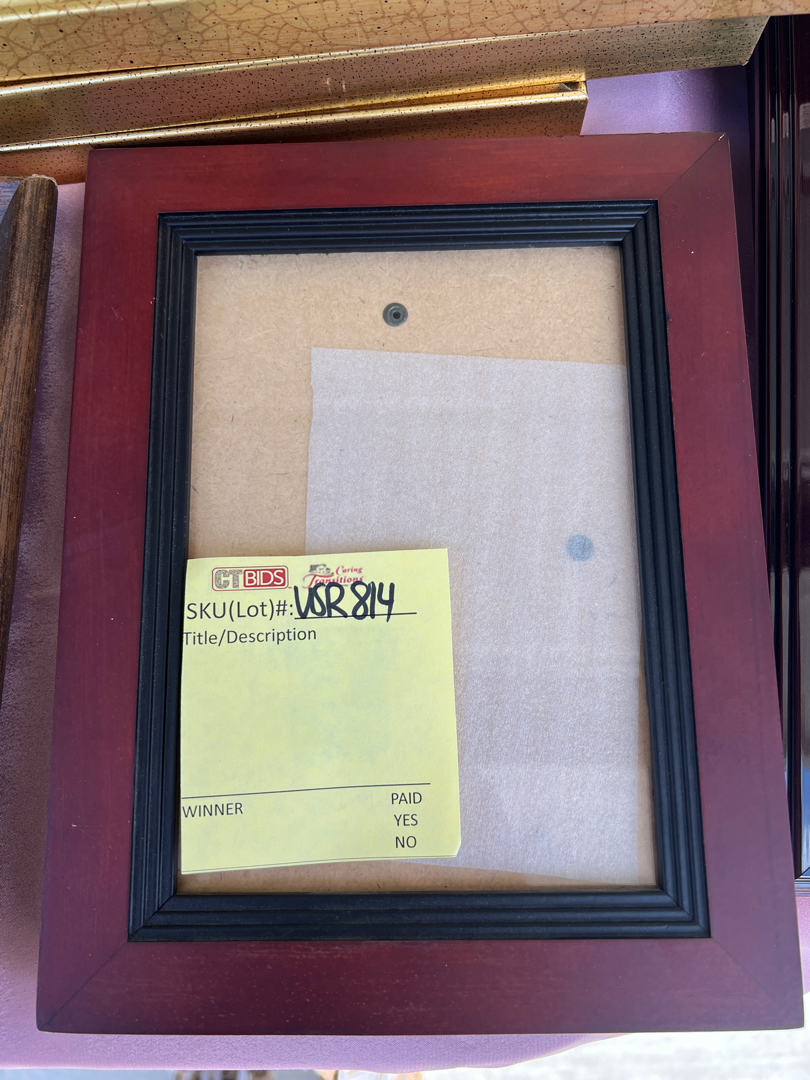 CTBIDS Caring Transitions
SKU(Lot)#: VSR814
Title/Description
WINNER PAID
YES
NO